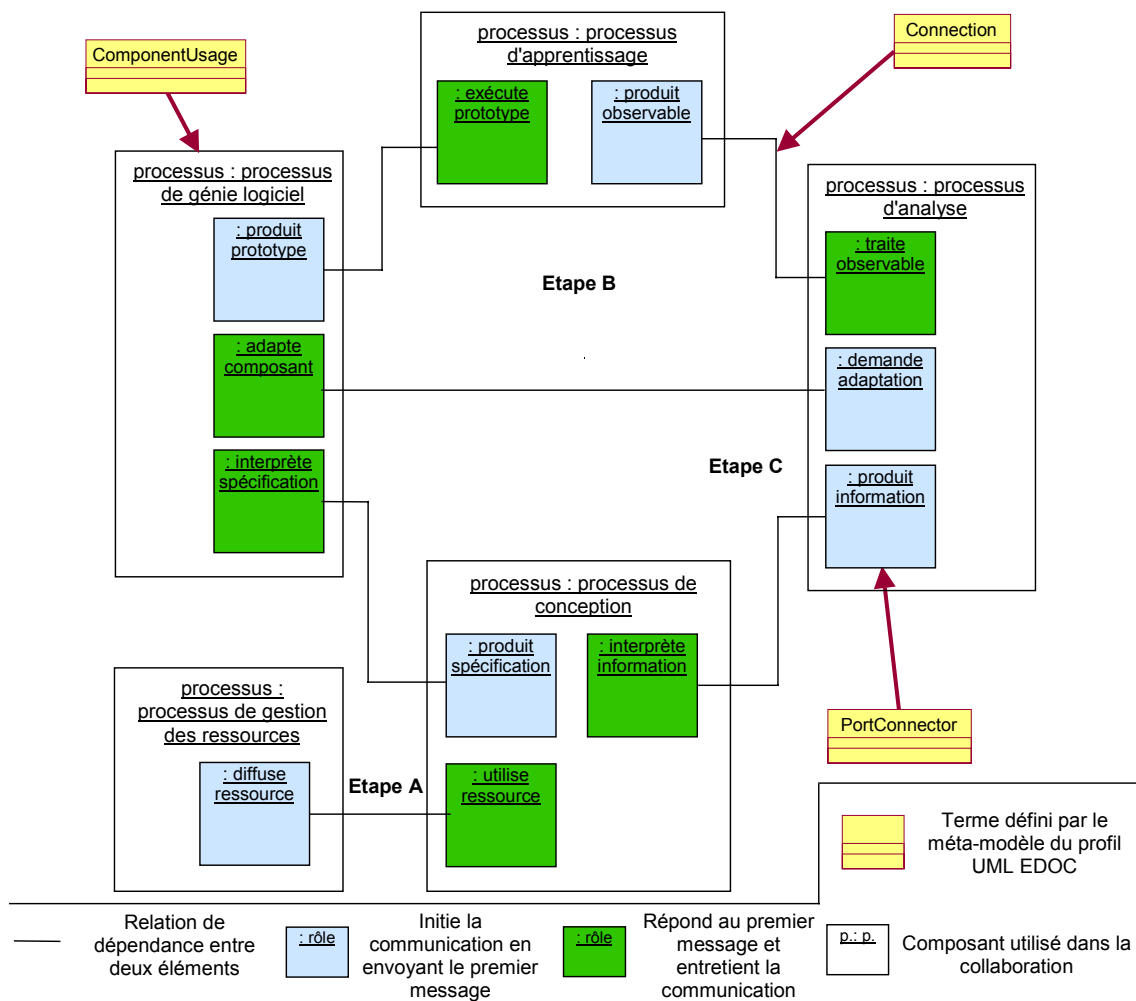 ComponentUsage
processus : processus
d'apprentissage
: exécute
prototype
: produit
observable
Connection
processus : processus
de génie logiciel
: produit
prototype
: adapte
composant
: interprète
spécification
processus : processus
d'analyse
: traite
observable
: demande
adaptation
: produit
information
Etape B
Etape C
processus : processus de
conception
: produit
spécification
: interprète
information
: utilise
ressource
processus :
processus de gestion
des ressources
: diffuse
ressource
Etape A
PortConnector
Terme défini par le
méta-modèle du profil
UML EDOC
Relation de
dépendance entre
deux éléments
: rôle
Initie la
communication en
envoyant le premier
message
: rôle
Répond au premier
message et
entretient la
communication
p.: p.
Composant utilisé dans la
collaboration